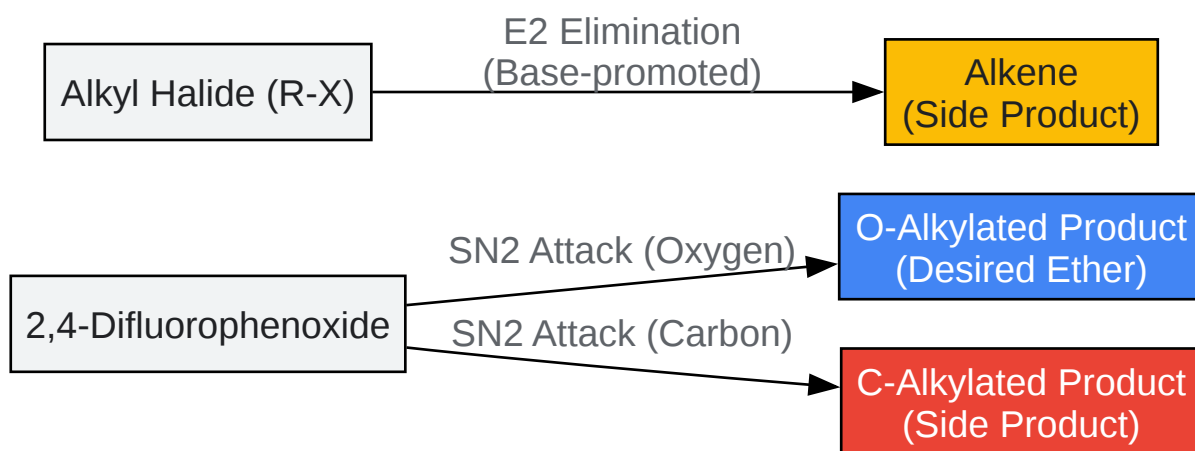 E2 Elimination
(Base-promoted)
Alkyl Halide (R-X)
Alkene
(Side Product)
O-Alkylated Product
(Desired Ether)
SN2 Attack (Oxygen)
2,4-Difluorophenoxide
SN2 Attack (Carbon)
C-Alkylated Product
(Side Product)